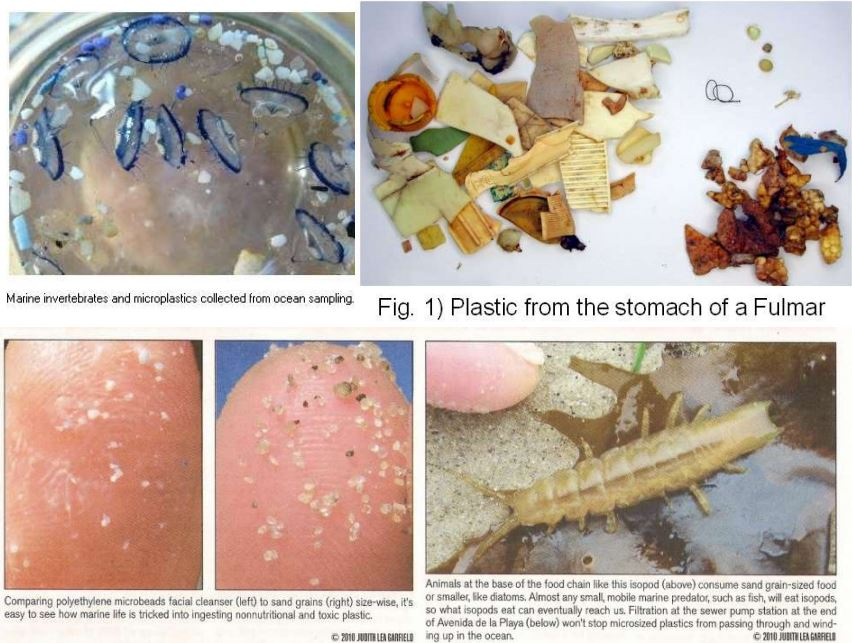 Marine invertebrates and microplastics collected from ocean sampling.
Fig. 1) Plastic from the stomach of a Fulmar
Comparing polyethylene microbeads facial cleanser (left) to sand grains (right) size-wise, it's
easy to see how marine life is tricked into ingesting nonnutritional and toxic plastic.
© 2010 JUDITH LEA GARFIELD
Animals at the base of the food chain like this isopod (above) consume sand grain-sized food
or smaller, like diatoms. Almost any small, mobile marine predator, such as fish, will eat isopods,
so what isopods eat can eventually reach us. Filtration at the sewer pump station at the end
of Avenida de la Playa (below) won't stop microsized plastics from passing through and wind-
ing up in the ocean.
© 2010 JUDITH LEA GARFIELD